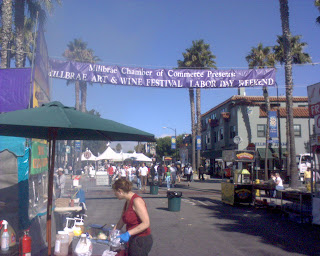 Millbrae Chamber of Commerce Presents:
MILLBRAE ART & WINE FESTIVAL LABOR DAY WEEKEND